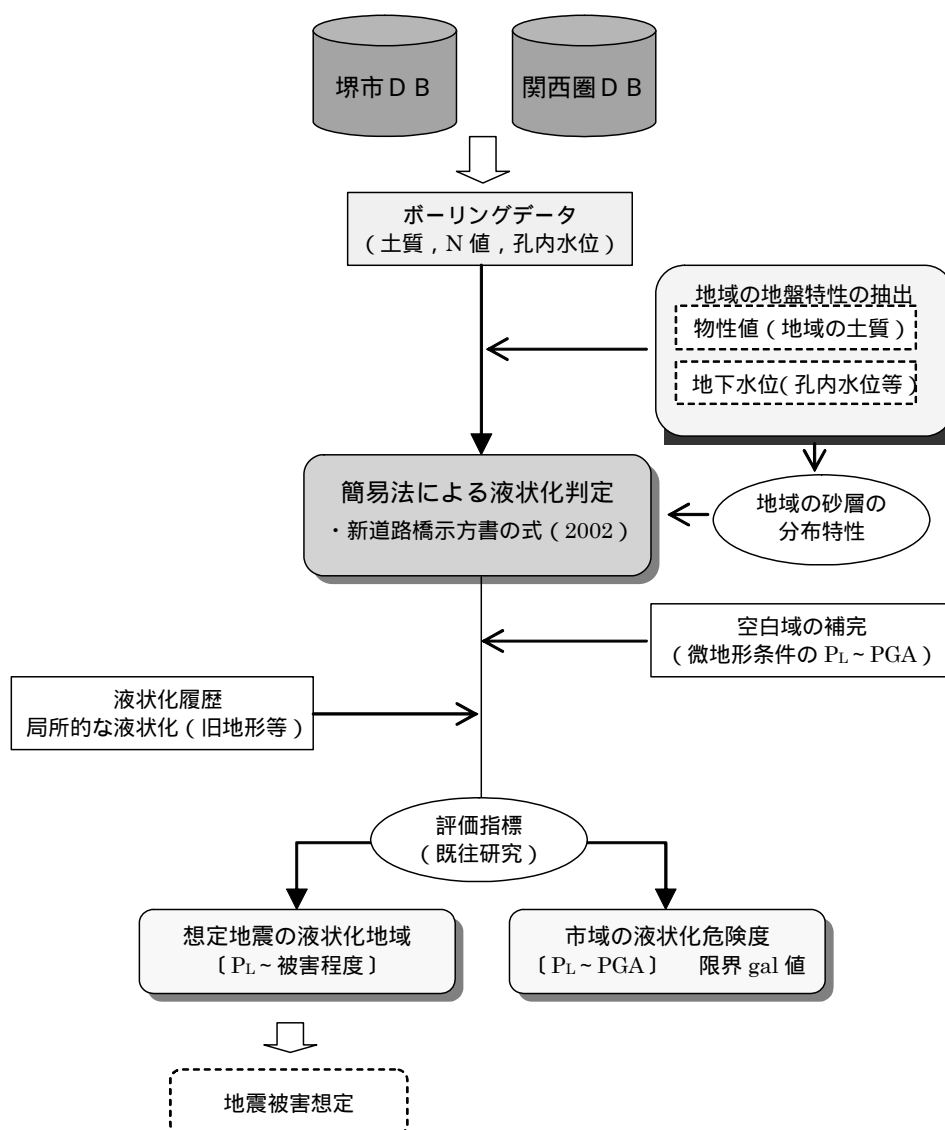 堺市ＤＢ
関西圏ＤＢ
ボーリングデータ
（土質，N 値，孔内水位）
地域の地盤特性の抽出
物性値（地域の土質）
地下水位（孔内水位等）
簡易法による液状化判定
・新道路橋示方書の式（2002）
地域の砂層の
分布特性
空白域の補完
（微地形条件の PL～PGA）
液状化履歴
局所的な液状化（旧地形等）
評価指標
（既往研究）
想定地震の液状化地域
〔PL～被害程度〕
市域の液状化危険度
〔PL～PGA〕　限界 gal 値
地震被害想定